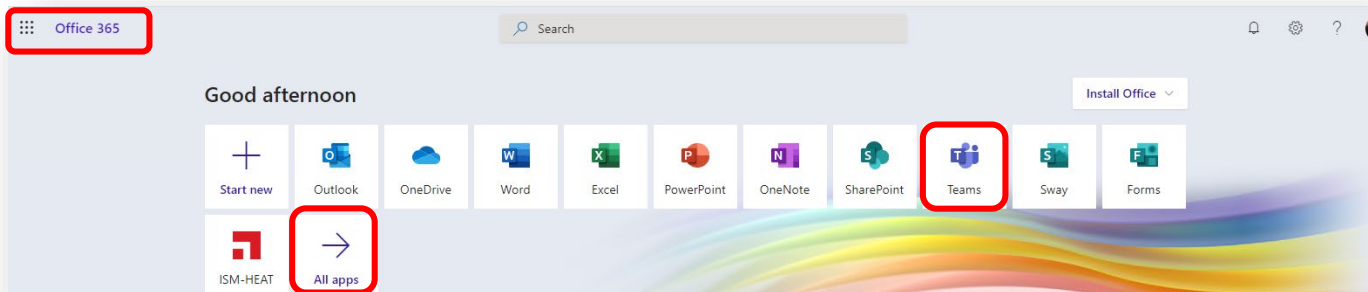 Office 365
Search
?
Good afternoon
Install Office
Start new
Outlook
OneDrive
Word
Excel
PowerPoint
OneNote
SharePoint
Teams
Sway
Forms
ISM-HEAT
All apps